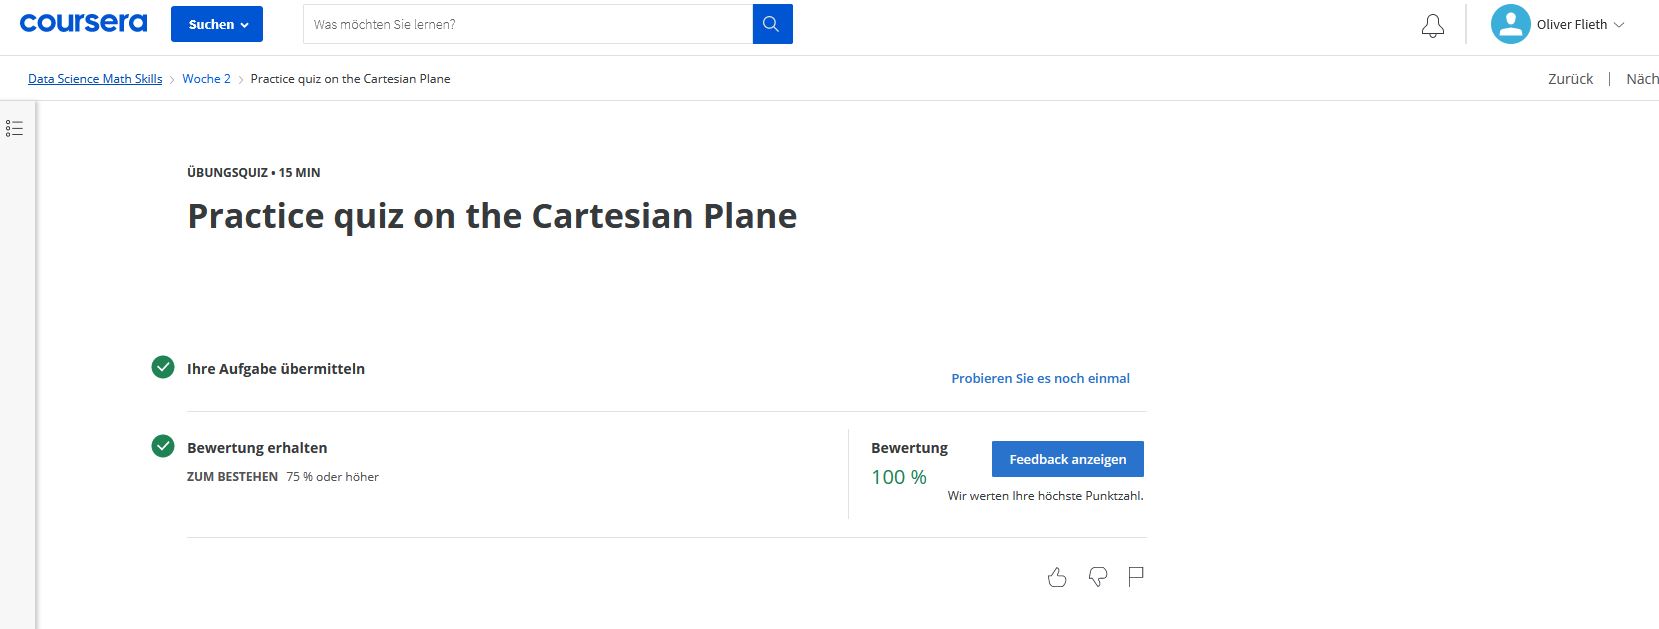 coursera
Suchen
Was möchten Sie lernen?
Oliver Flieth
Data Science Math Skills
Woche 2
Practice quiz on the Cartesian Plane
Zurück
Näch
ÜBUNGSQUIZ • 15 MIN
Practice quiz on the Cartesian Plane
Ihre Aufgabe übermitteln
Probieren Sie es noch einmal
Bewertung erhalten
ZUM BESTEHEN 75 % oder höher
Bewertung
100 %
Feedback anzeigen
Wir werten Ihre höchste Punktzahl.